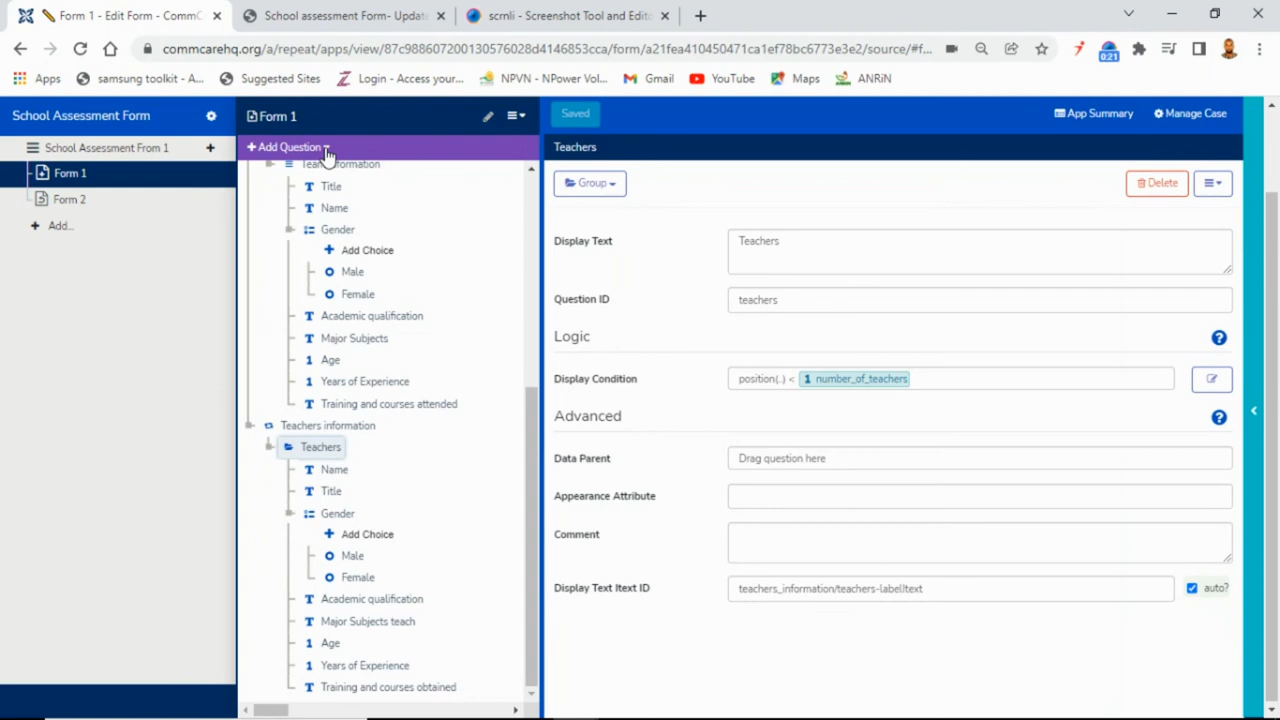 Form 1 - Edit Form - CommC
School assessment Form- Update
scrnli - Screenshot Tool and Edito
commcarehq.org/a/repeat/apps/view/87c988607200130576028d4146853cca/form/a21fea410450471ca1ef78bc6773e3e2/source/#f...
0:21
Apps
samsung toolkit - A...
Suggested Sites
Login - Access your...
NPVN - NPower Vol...
Gmail
YouTube
Maps
ANRiN
School Assessment Form
School Assessment From 1
Form 1
Form 2
Add...
Form 1
Add Question
Title
Name
Gender
Add Choice
Male
Female
Academic qualification
Major Subjects
Age
Years of Experience
Training and courses attended
Teachers information
Teachers
Name
Title
Gender
Add Choice
Male
Female
Academic qualification
Major Subjects teach
Age
Years of Experience
Training and courses obtained
Saved
App Summary
Manage Case
Teachers
Group
Delete
Display Text
Teachers
Question ID
teachers
Logic
Display Condition
position(..) < 1 number_of_teachers
Advanced
Data Parent
Drag question here
Appearance Attribute
Comment
Display Text Itext ID
teachers_information/teachers-labelItext
auto?